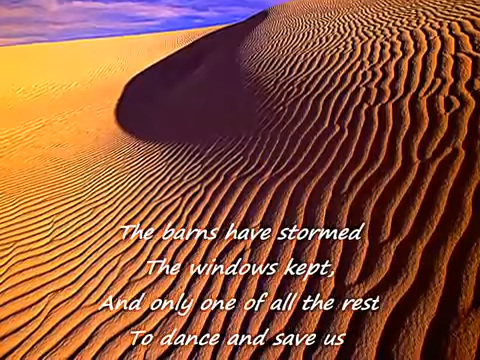 The barns have stormed
The windows kept,
And only one of all the rest
To dance and save us